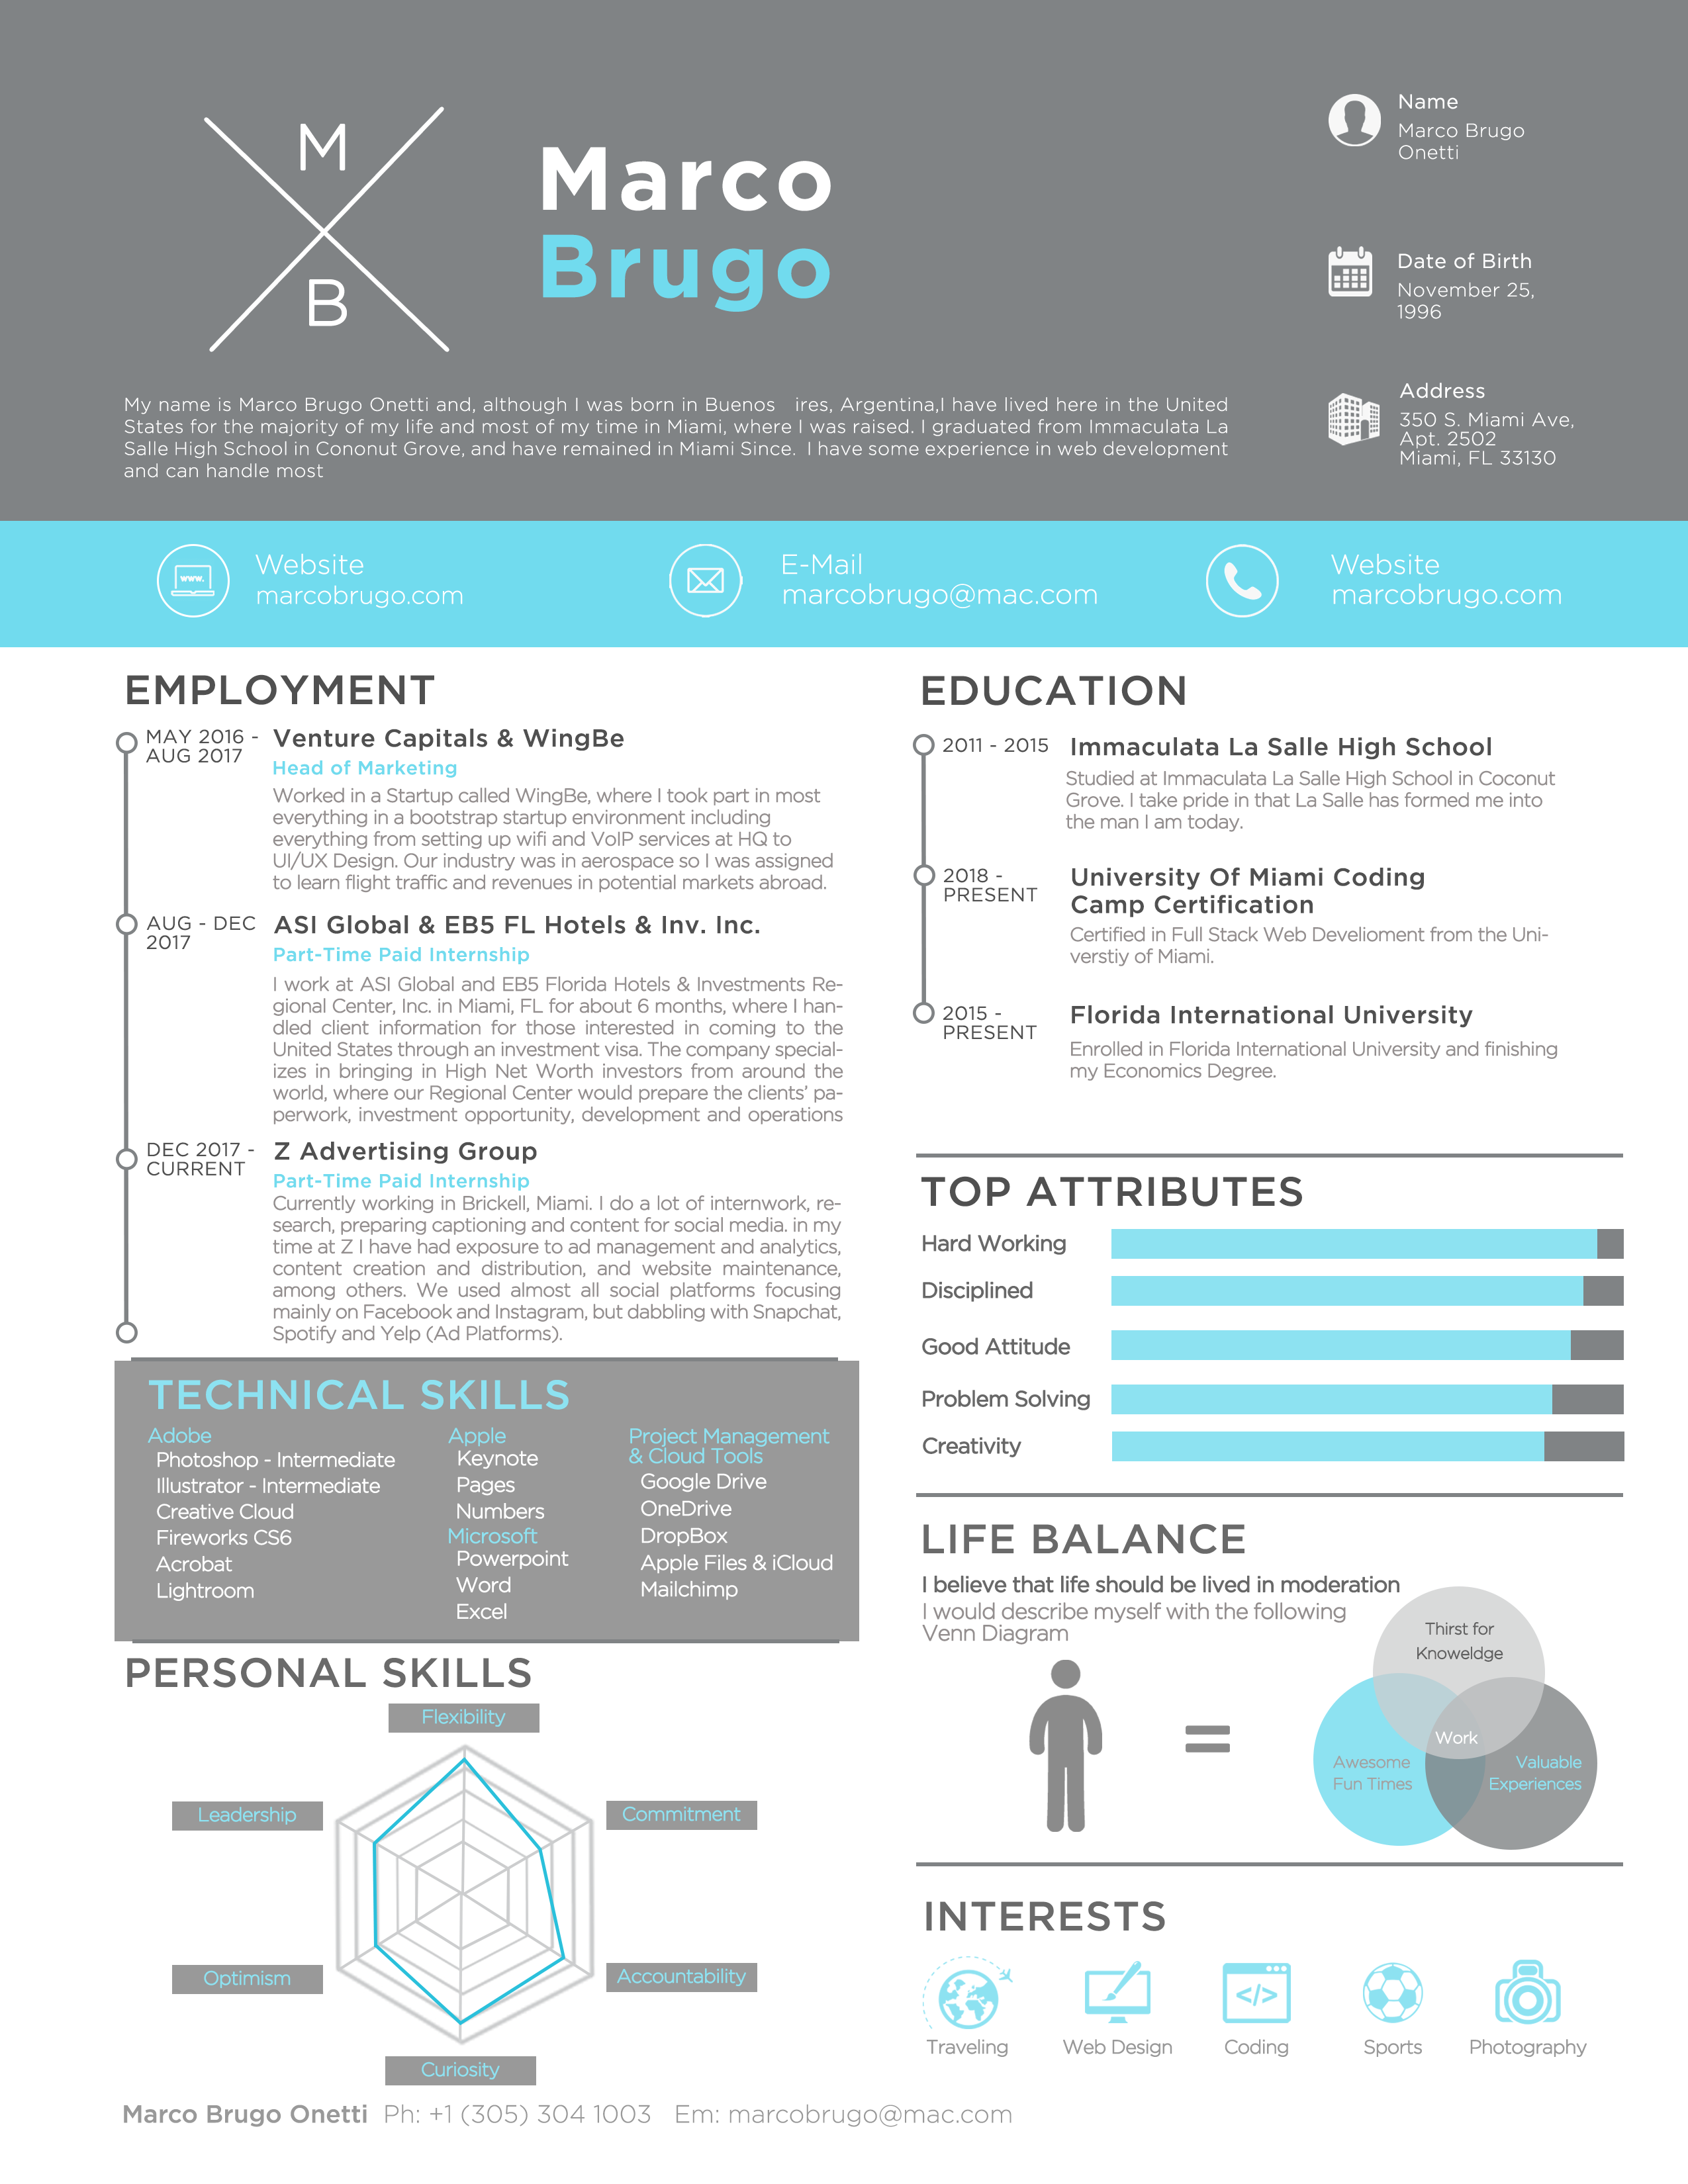 M
B
Marco
Brugo
Name
Marco Brugo
Onetti
Date of Birth
November 25,
1996
Address
350 S. Miami Ave,
Apt. 2502
Miami, FL 33130
My name is Marco Brugo Onetti and, although I was born in Buenos   ires, Argentina,I have lived here in the United
States for the majority of my life and most of my time in Miami, where I was raised. I graduated from Immaculata La
Salle High School in Cononut Grove, and have remained in Miami Since.  I have some experience in web development
and can handle most
www.
Website
marcobrugo.com
E-Mail
marcobrugo@mac.com
Website
marcobrugo.com
EMPLOYMENT
MAY 2016 -
AUG 2017
Venture Capitals & WingBe
Head of Marketing
Worked in a Startup called WingBe, where I took part in most
everything in a bootstrap startup environment including
everything from setting up wifi and VoIP services at HQ to
UI/UX Design. Our industry was in aerospace so I was assigned
to learn flight traffic and revenues in potential markets abroad.
AUG - DEC
2017
ASI Global & EB5 FL Hotels & Inv. Inc.
Part-Time Paid Internship
I work at ASI Global and EB5 Florida Hotels & Investments Re-
gional Center, Inc. in Miami, FL for about 6 months, where I han-
dled client information for those interested in coming to the
United States through an investment visa. The company special-
izes in bringing in High Net Worth investors from around the
world, where our Regional Center would prepare the clients' pa-
perwork, investment opportunity, development and operations
DEC 2017 -
CURRENT
Z Advertising Group
Part-Time Paid Internship
Currently working in Brickell, Miami. I do a lot of internwork, re-
search, preparing captioning and content for social media. in my
time at Z I have had exposure to ad management and analytics,
content creation and distribution, and website maintenance,
among others. We used almost all social platforms focusing
mainly on Facebook and Instagram, but dabbling with Snapchat,
Spotify and Yelp (Ad Platforms).
TECHNICAL SKILLS
Adobe
Photoshop - Intermediate
Illustrator - Intermediate
Creative Cloud
Fireworks CS6
Acrobat
Lightroom
Apple
Keynote
Pages
Numbers
Microsoft
Powerpoint
Word
Excel
Project Management
& Cloud Tools
Google Drive
OneDrive
DropBox
Apple Files & iCloud
Mailchimp
PERSONAL SKILLS
Flexibility
Leadership
Commitment
Optimism
Accountability
Curiosity
EDUCATION
2011 - 2015
Immaculata La Salle High School
Studied at Immaculata La Salle High School in Coconut
Grove. I take pride in that La Salle has formed me into
the man I am today.
2018 -
PRESENT
University Of Miami Coding
Camp Certification
Certified in Full Stack Web Develioment from the Uni-
verstiy of Miami.
2015 -
PRESENT
Florida International University
Enrolled in Florida International University and finishing
my Economics Degree.
TOP ATTRIBUTES
Hard Working
Disciplined
Good Attitude
Problem Solving
Creativity
LIFE BALANCE
I believe that life should be lived in moderation
I would describe myself with the following
Venn Diagram
Thirst for
Knoweldge
Work
Awesome
Fun Times
Valuable
Experiences
INTERESTS
</>
Traveling
Web Design
Coding
Sports
Photography
Marco Brugo Onetti  Ph: +1 (305) 304 1003   Em: marcobrugo@mac.com